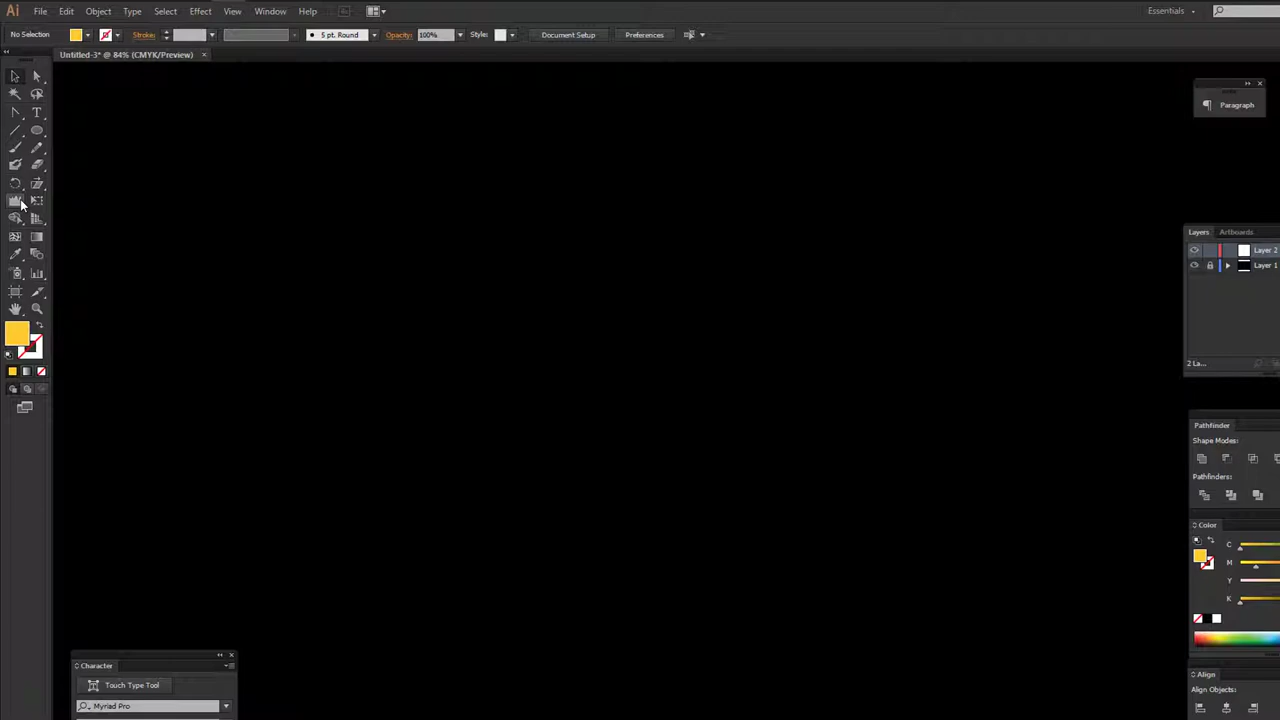 Ai File Edit Object Type Select Effect View Window Help Essentials
No Selection Stroke: 5 pt. Round Opacity: 100% Style: Document Setup Preferences
Untitled-3* @ 84% (CMYK/Preview)
Paragraph
Layers Artboards
Layer 2
Layer 1
2 La...
Pathfinder
Shape Modes:
Pathfinders:
Color
C
M
Y
K
Character
Touch Type Tool
Myriad Pro
Align
Align Objects: